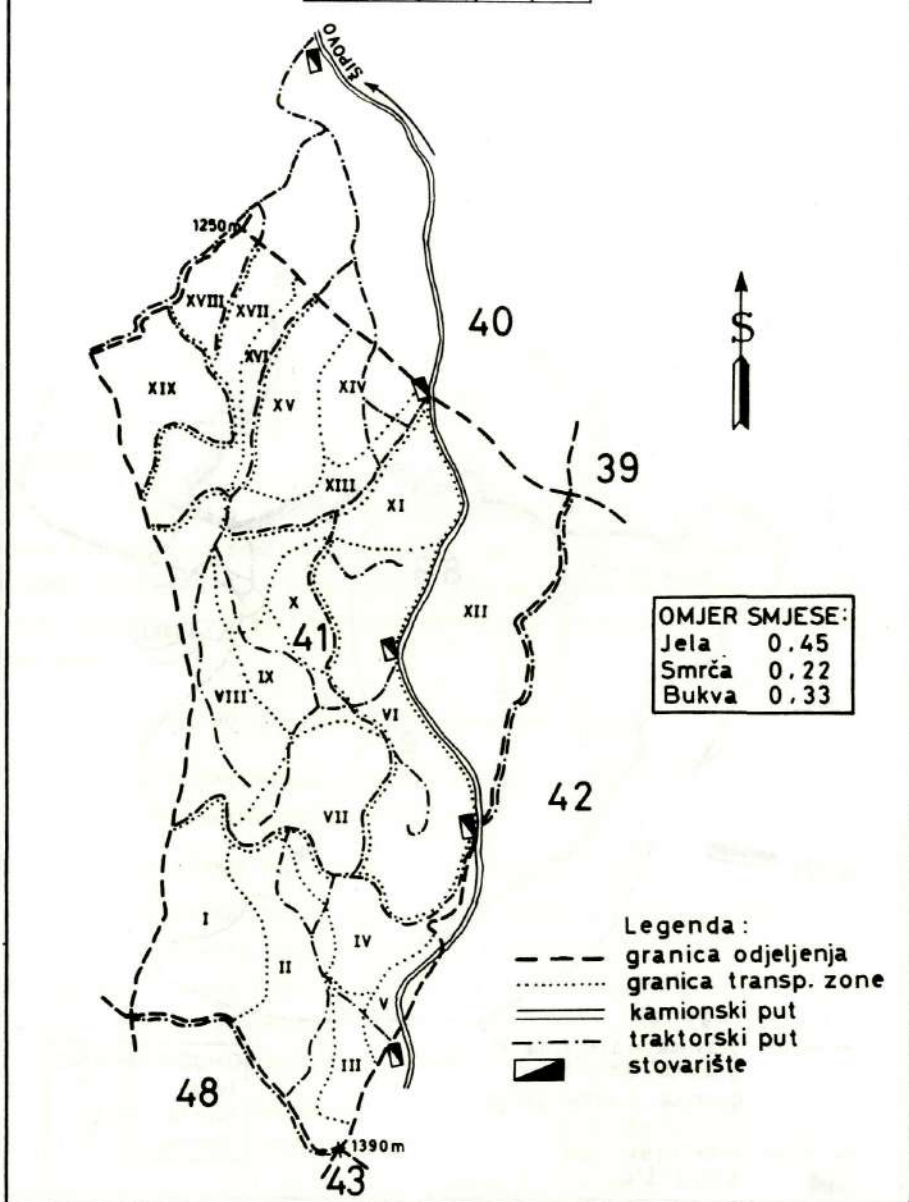 ŠIPOVO
1250m
40
XVIII
XVII
S
XVI
XIX
XV
XIV
39
XIII
XI
XII
X
41
OMJER SMJESE:
Jela 0.45
Smrča 0.22
Bukva 0.33
IX
VIII
VI
42
VII
I
IV
Legenda:
II
granica odjeljenja
V
granica transp. zone
kamionski put
III
traktorski put
stovarište
48
1390m
43